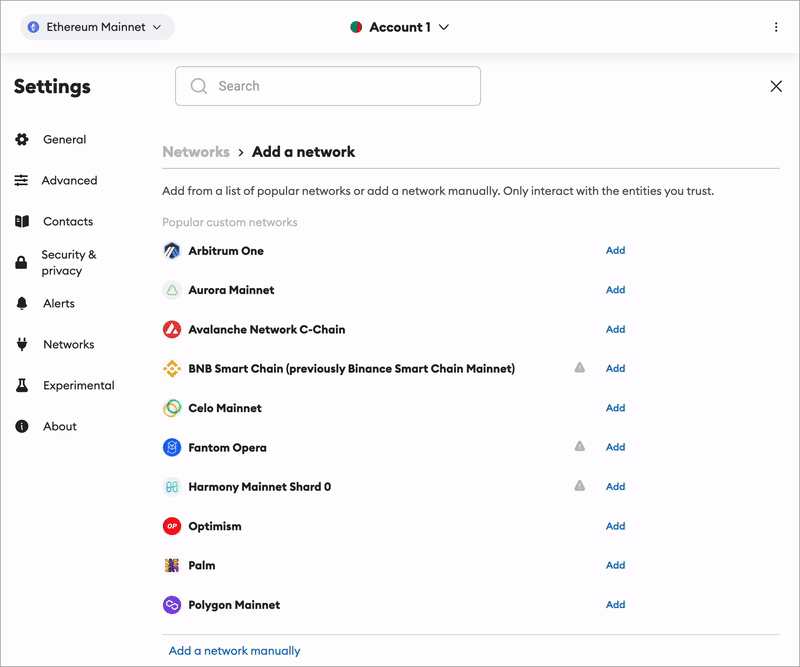 Ethereum Mainnet
Account 1
Settings
Search
General
Advanced
Contacts
Security &
privacy
Alerts
Networks
Experimental
About
Networks > Add a network
Add from a list of popular networks or add a network manually. Only interact with the entities you trust.
Popular custom networks
Arbitrum One Add
Aurora Mainnet Add
Avalanche Network C-Chain Add
BNB Smart Chain (previously Binance Smart Chain Mainnet) Add
Celo Mainnet Add
Fantom Opera Add
Harmony Mainnet Shard 0 Add
OP Optimism Add
Palm Add
Polygon Mainnet Add
Add a network manually